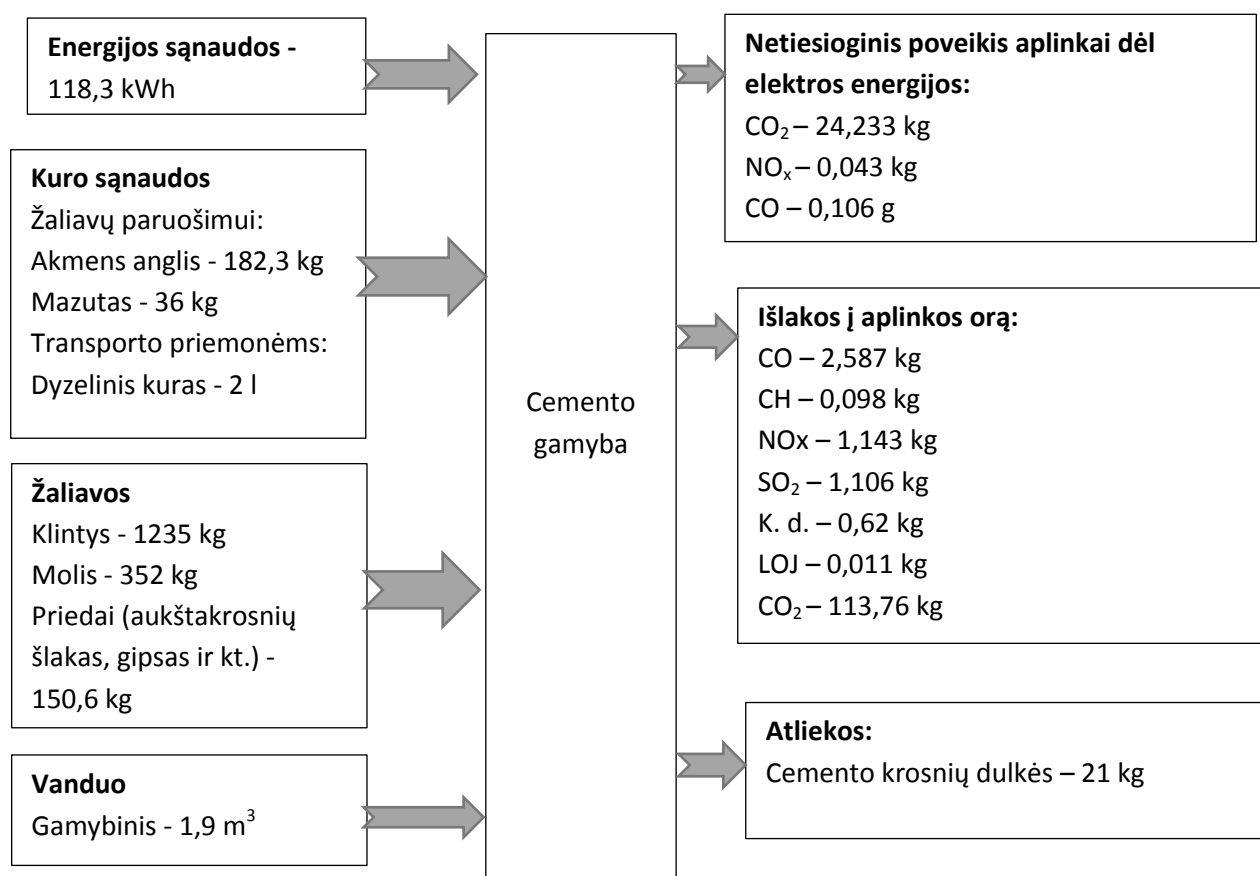 Energijos sąnaudos -
118,3 kWh
Kuro sąnaudos
Žaliavų paruošimui:
Akmens anglis - 182,3 kg
Mazutas - 36 kg
Transporto priemonėms:
Dyzelinis kuras - 2 l
Žaliavos
Klintys - 1235 kg
Molis - 352 kg
Priedai (aukštakrosnių
šlakas, gipsas ir kt.) -
150,6 kg
Vanduo
Gamybinis - 1,9 m³
Cemento
gamyba
Netiesioginis poveikis aplinkai dėl
elektros energijos:
CO₂ – 24,233 kg
NOₓ – 0,043 kg
CO – 0,106 g
Išlakos į aplinkos orą:
CO – 2,587 kg
CH – 0,098 kg
NOx – 1,143 kg
SO₂ – 1,106 kg
K. d. – 0,62 kg
LOJ – 0,011 kg
CO₂ – 113,76 kg
Atliekos:
Cemento krosnių dulkės – 21 kg